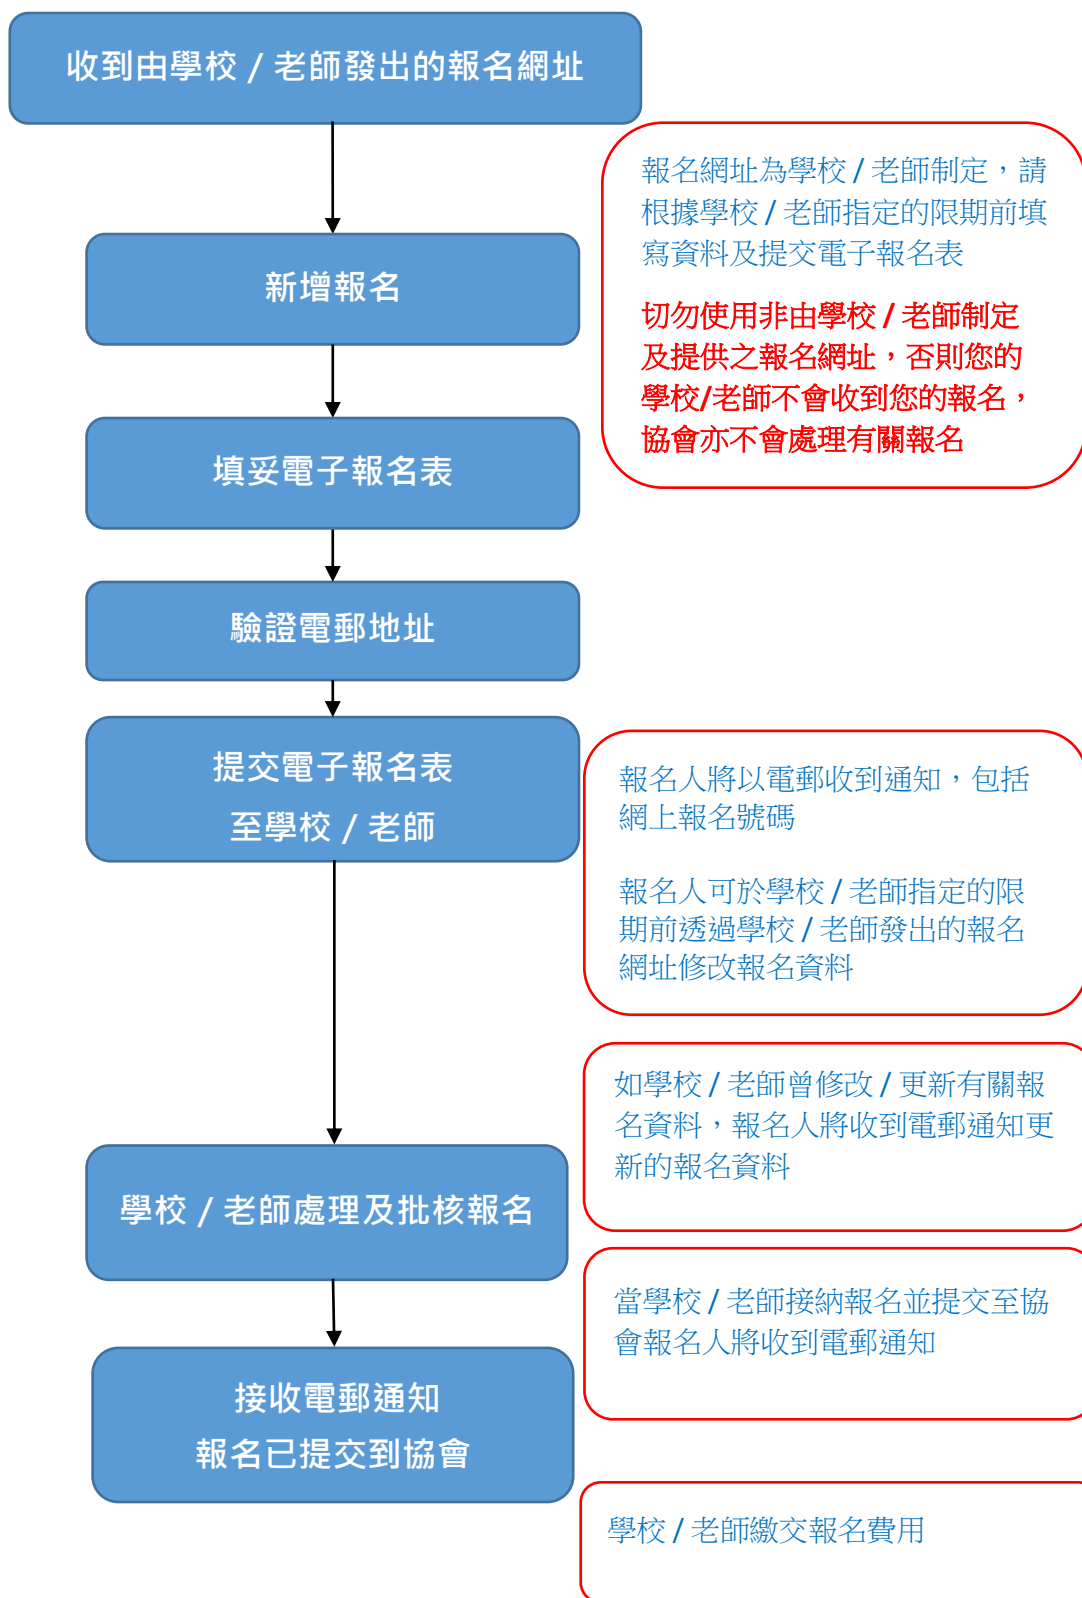 收到由學校 / 老師發出的報名網址
報名網址為學校 / 老師制定，請
根據學校 / 老師指定的限期前填
寫資料及提交電子報名表
切勿使用非由學校 / 老師制定
及提供之報名網址，否則您的
學校/老師不會收到您的報名，
協會亦不會處理有關報名
新增報名
填妥電子報名表
驗證電郵地址
提交電子報名表
至學校 / 老師
報名人將以電郵收到通知，包括
網上報名號碼
報名人可於學校 / 老師指定的限
期前透過學校 / 老師發出的報名
網址修改報名資料
如學校 / 老師曾修改 / 更新有關報
名資料，報名人將收到電郵通知更
新的報名資料
學校 / 老師處理及批核報名
當學校 / 老師接納報名並提交至協
會報名人將收到電郵通知
接收電郵通知
報名已提交到協會
學校 / 老師繳交報名費用